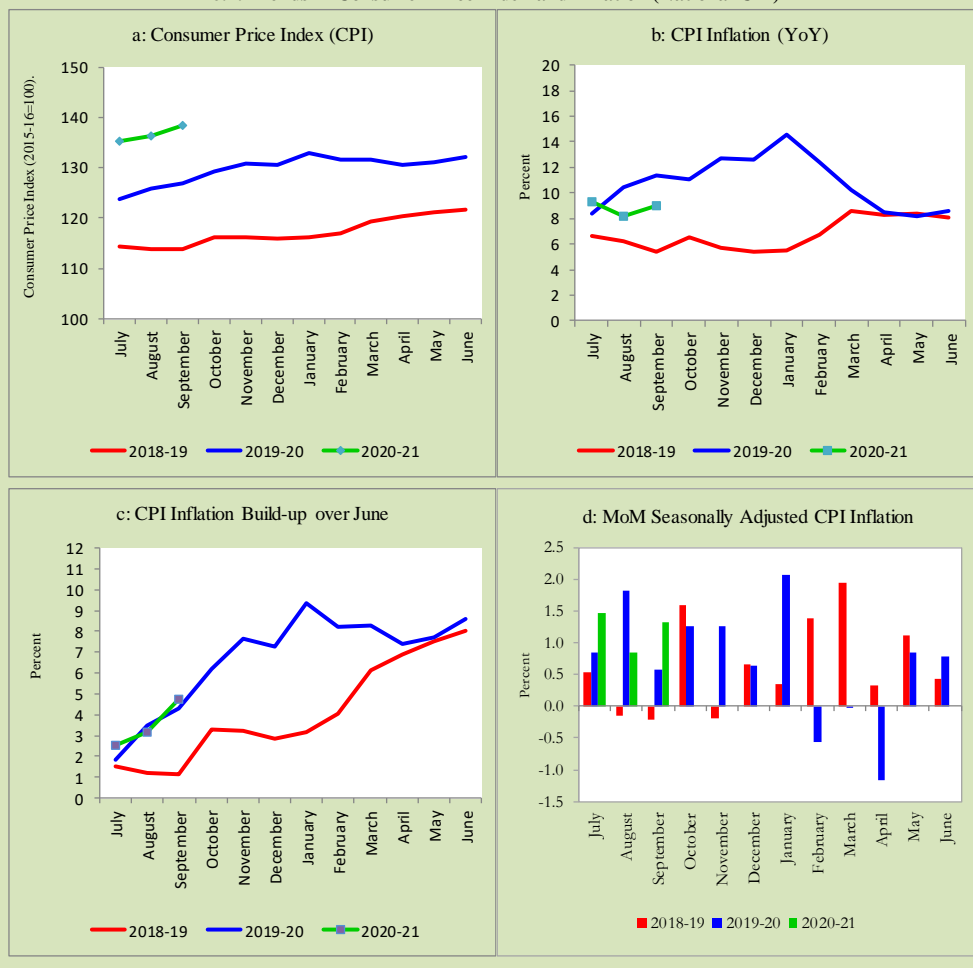 a: Consumer Price Index (CPI)
Consumer Price Index (2015-16=100).
150
140
130
120
110
100
July
August
September
October
November
December
January
February
March
April
May
June
2018-19
2019-20
2020-21
b: CPI Inflation (YoY)
Percent
20
18
16
14
12
10
8
6
4
2
0
July
August
September
October
November
December
January
February
March
April
May
June
2018-19
2019-20
2020-21
c: CPI Inflation Build-up over June
Percent
12
11
10
9
8
7
6
5
4
3
2
1
0
July
August
September
October
November
December
January
February
March
April
May
June
2018-19
2019-20
2020-21
d: MoM Seasonally Adjusted CPI Inflation
Percent
2.5
2.0
1.5
1.0
0.5
0.0
-0.5
-1.0
-1.5
July
August
September
October
November
December
January
February
March
April
May
June
2018-19
2019-20
2020-21